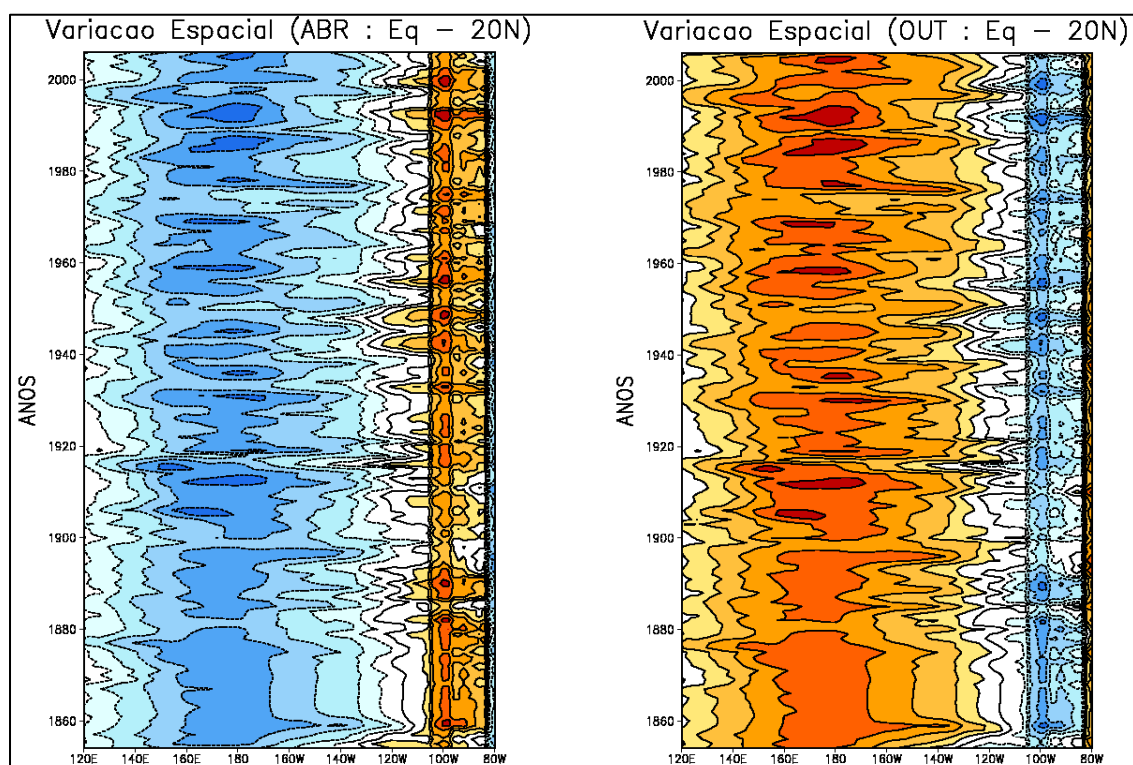 Variacao Espacial (ABR : Eq – 20N)
2000
1980
1960
1940
1920
1900
1880
1860
ANOS
120E 140E 160E 180 160W 140W 120W 100W 80W
Variacao Espacial (OUT : Eq – 20N)
2000
1980
1960
1940
1920
1900
1880
1860
ANOS
120E 140E 160E 180 160W 140W 120W 100W 80W